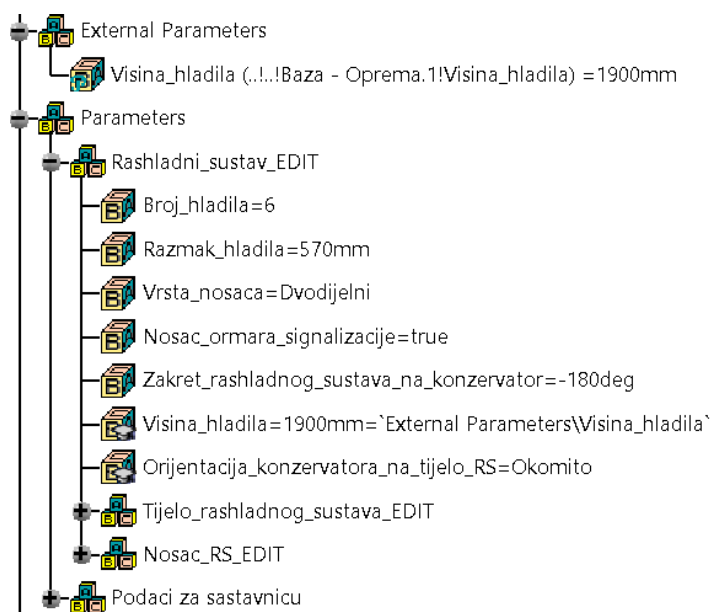 External Parameters
Visina_hladila (..!..!Baza - Oprema.1!Visina_hladila) =1900mm
Parameters
Rashladni_sustav_EDIT
Broj_hladila=6
Razmak_hladila=570mm
Vrsta_nosaca=Dvodijelni
Nosac_ormara_signalizacije=true
Zakret_rashladnog_sustava_na_konzervator=-180deg
Visina_hladila=1900mm=`External Parameters\Visina_hladila`
Orijentacija_konzervatora_na_tijelo_RS=Okomito
Tijelo_rashladnog_sustava_EDIT
Nosac_RS_EDIT
Podaci za sastavnicu